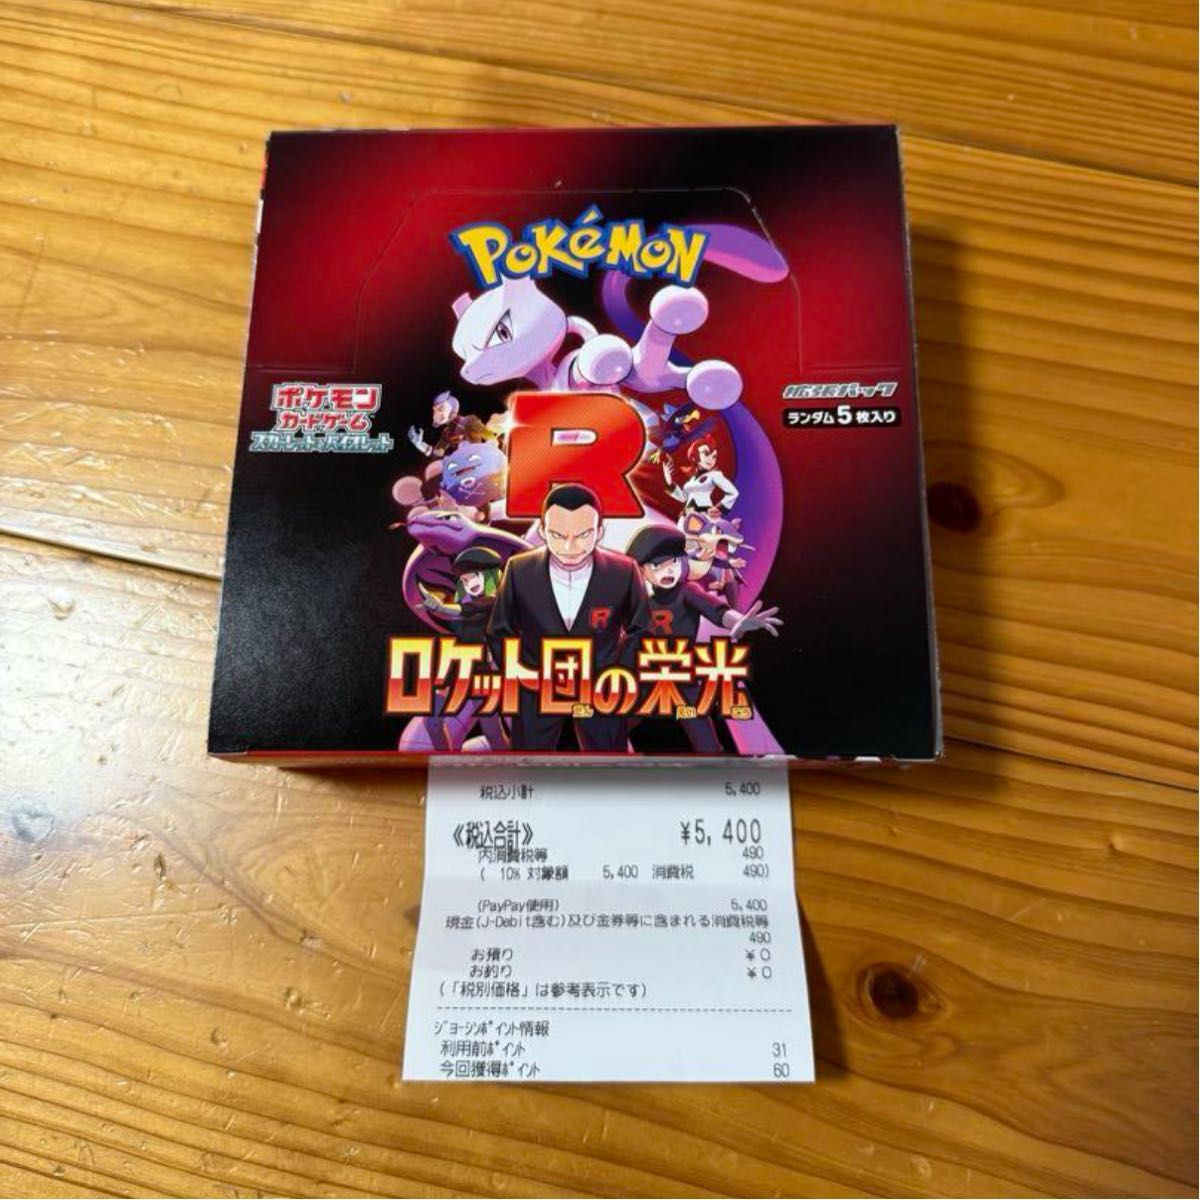 POKéMON
ポケモン
カードゲーム
スカーレット&バイオレット
拡張パック
ランダム5枚入り
R
R
R
ロケット団の栄光
だん えい こう
税込小計 5,400
《税込合計》 ¥5,400
内消費税等 490
( 10% 対象額 5,400 消費税 490)
(PayPay使用) 5,400
現金(J-Debit含む)及び金券等に含まれる消費税等
490
お預り ¥0
お釣り ¥0
(「税別価格」は参考表示です)
ジョーシンポイント情報
利用前ポイント 31
今回獲得ポイント 60